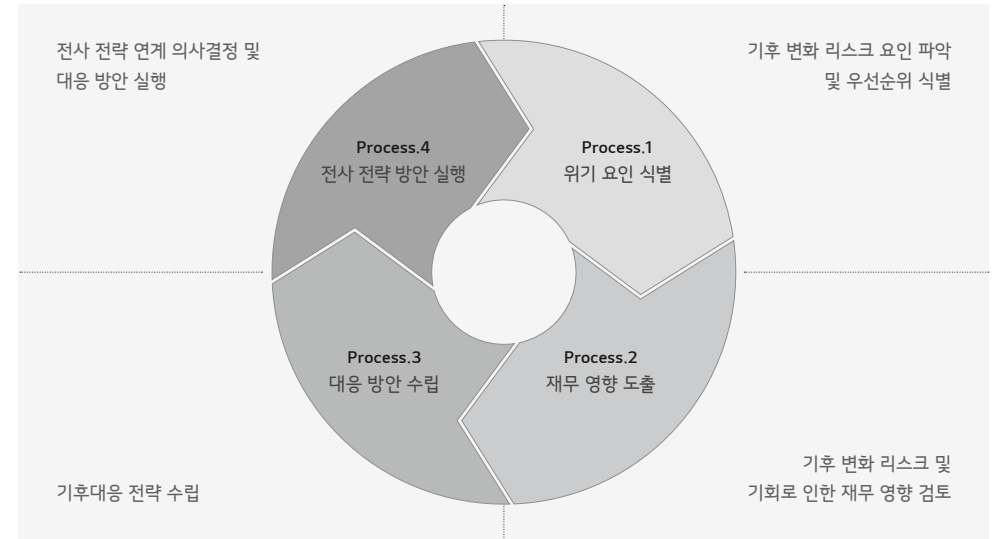 전사 전략 연계 의사결정 및
대응 방안 실행
기후 변화 리스크 요인 파악
및 우선순위 식별
Process.4
전사 전략 방안 실행
Process.1
위기 요인 식별
Process.3
대응 방안 수립
Process.2
재무 영향 도출
기후대응 전략 수립
기후 변화 리스크 및
기회로 인한 재무 영향 검토